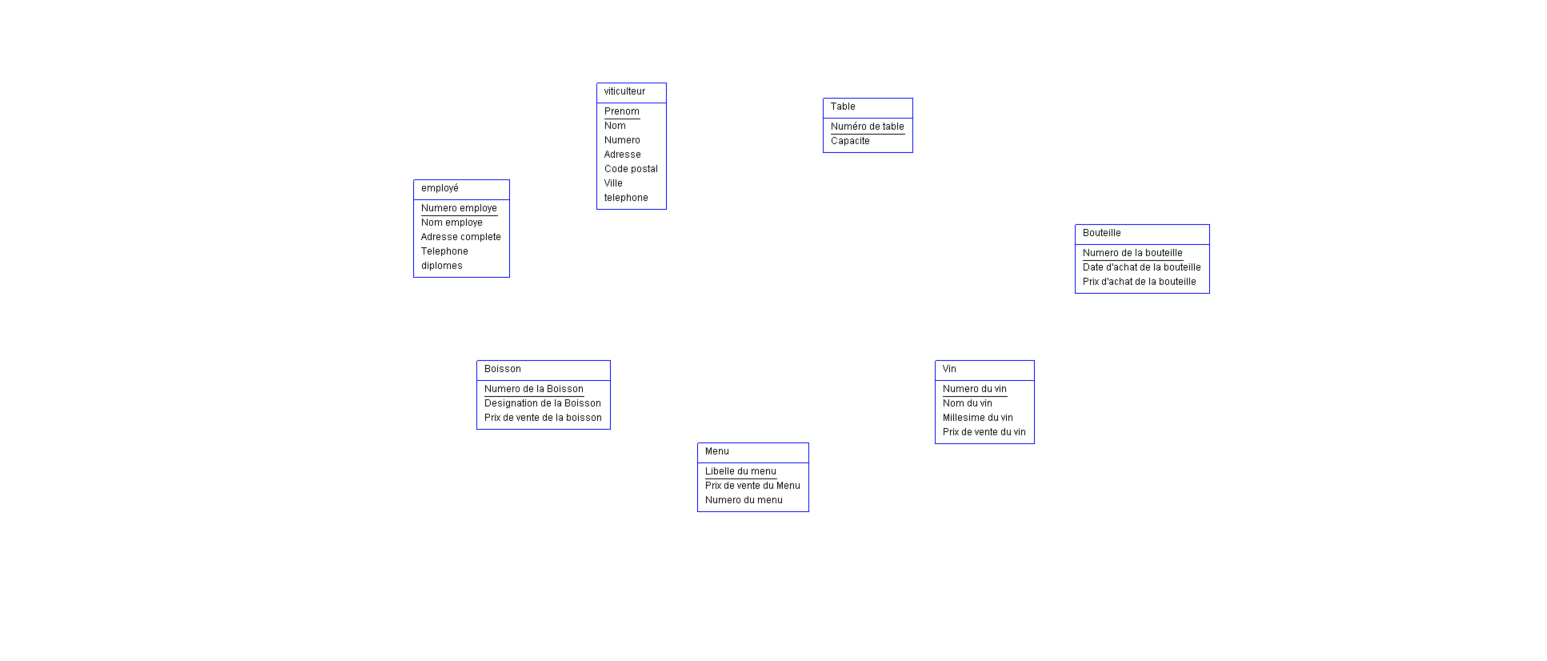 viticulteur
Prenom
Nom
Numero
Adresse
Code postal
Ville
telephone
Table
Numéro de table
Capacite
employé
Numero employe
Nom employe
Adresse complete
Telephone
diplomes
Bouteille
Numero de la bouteille
Date d'achat de la bouteille
Prix d'achat de la bouteille
Boisson
Numero de la Boisson
Designation de la Boisson
Prix de vente de la boisson
Vin
Numero du vin
Nom du vin
Millesime du vin
Prix de vente du vin
Menu
Libelle du menu
Prix de vente du Menu
Numero du menu